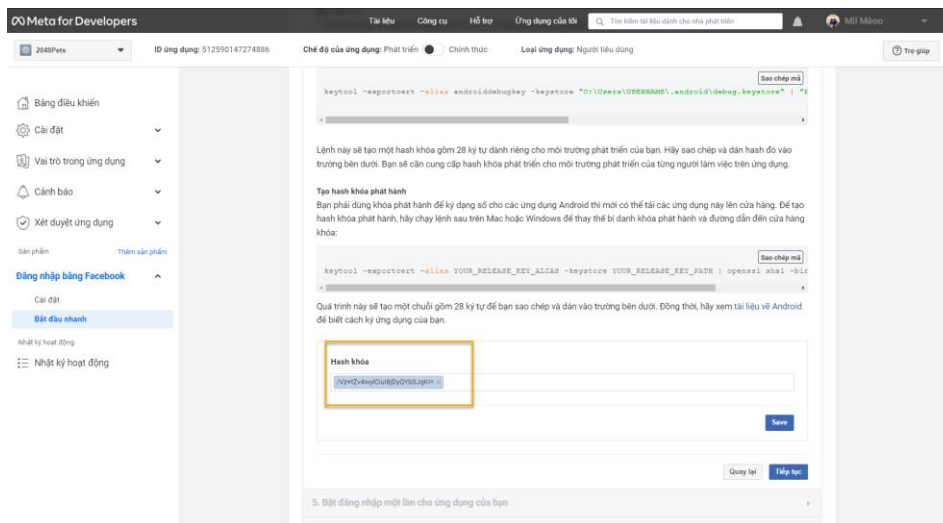 Meta for Developers
Tài liệu Công cụ Hỗ trợ Ứng dụng của tôi Tìm kiếm tài liệu dành cho nhà phát triển Mil Mèoo
2048Pets ID ứng dụng: 512590147274886 Chế độ của ứng dụng: Phát triển Chính thức Loại ứng dụng: Người tiêu dùng Trợ giúp
Bảng điều khiển
Cài đặt
Vai trò trong ứng dụng
Cảnh báo
Xét duyệt ứng dụng
Sản phẩm Thêm sản phẩm
Đăng nhập bằng Facebook
Cài đặt
Bắt đầu nhanh
Nhật ký hoạt động
Nhật ký hoạt động
Sao chép mã
keytool -exportcert -alias androiddebugkey -keystore "C:\Users\USERNAME\.android\debug.keystore" | "
Lệnh này sẽ tạo một hash khóa gồm 28 ký tự dành riêng cho môi trường phát triển của bạn. Hãy sao chép và dán hash đó vào
trường bên dưới. Bạn sẽ cần cung cấp hash khóa phát triển cho môi trường phát triển của từng người làm việc trên ứng dụng.
Tạo hash khóa phát hành
Bạn phải dùng khóa phát hành để ký dạng số cho các ứng dụng Android thì mới có thể tải các ứng dụng này lên cửa hàng. Để tạo
hash khóa phát hành, hãy chạy lệnh sau trên Mac hoặc Windows để thay thế bí danh khóa phát hành và đường dẫn đến cửa hàng
khóa:
Sao chép mã
keytool -exportcert -alias YOUR_RELEASE_KEY_ALIAS -keystore YOUR_RELEASE_KEY_PATH | openssl sha1 -bin
Quá trình này sẽ tạo một chuỗi gồm 28 ký tự để bạn sao chép và dán vào trường bên dưới. Đồng thời, hãy xem tài liệu về Android
để biết cách ký ứng dụng của bạn.
Hash khóa
Save
Quay lại Tiếp tục
5. Bật đăng nhập một lần cho ứng dụng của bạn